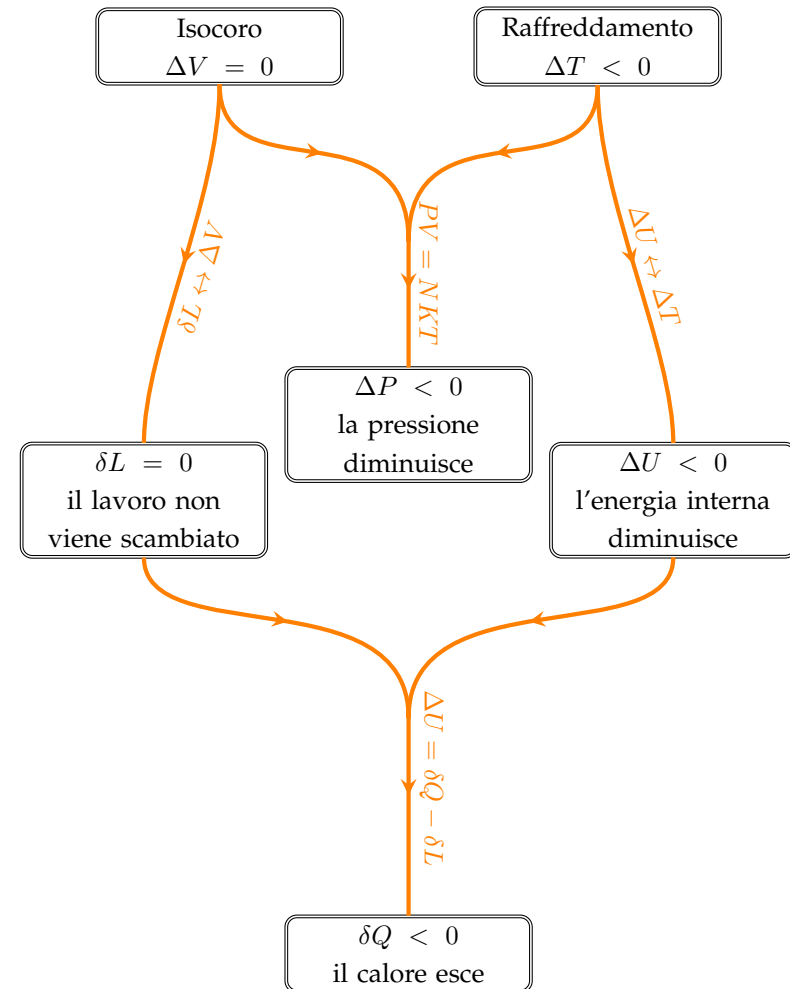 Isocoro
ΔV = 0
Raffreddamento
ΔT < 0
δL ↔ ΔV
PV = NKT
ΔU ↔ ΔT
ΔP < 0
la pressione
diminuisce
δL = 0
il lavoro non
viene scambiato
ΔU < 0
l'energia interna
diminuisce
ΔU = δQ − δL
δQ < 0
il calore esce